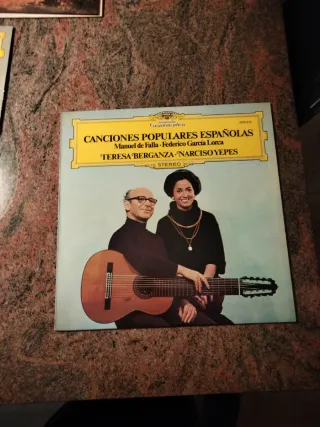 CANCIONES POPULARES ESPAÑOLAS
Manuel de Falla · Federico García Lorca
TERESA BERGANZA · NARCISO YEPES
STEREO